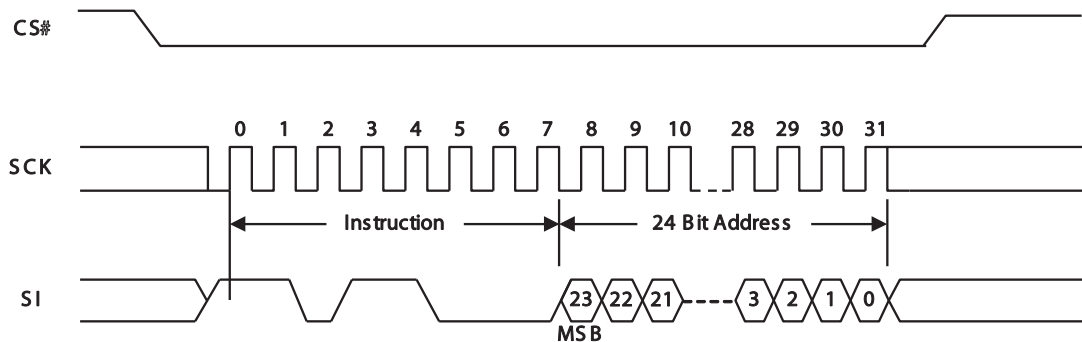 CS#
0 1 2 3 4 5 6 7 8 9 10 28 29 30 31
SCK
Instruction 24 Bit Address
SI 23 22 21 3 2 1 0
MSB